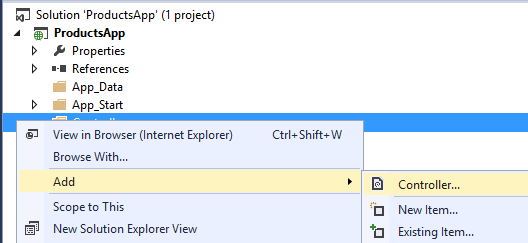 Solution 'ProductsApp' (1 project)
ProductsApp
Properties
References
App_Data
App_Start
View in Browser (Internet Explorer) Ctrl+Shift+W
Browse With...
Add
Controller...
Scope to This
New Item...
New Solution Explorer View
Existing Item...